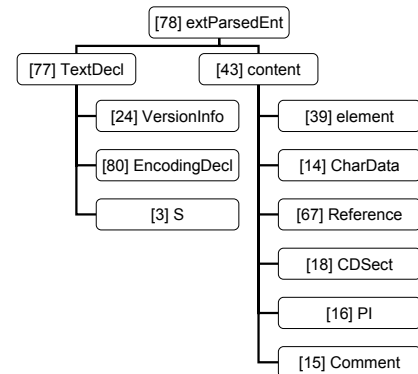 [78] extParsedEnt
[77] TextDecl
[43] content
[24] VersionInfo
[39] element
[80] EncodingDecl
[14] CharData
[3] S
[67] Reference
[18] CDSect
[16] PI
[15] Comment